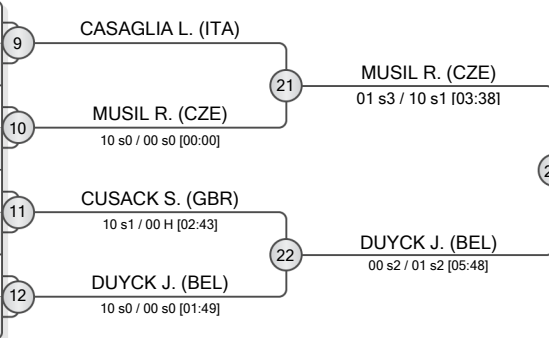 CASAGLIA L. (ITA)
9
21
MUSIL R. (CZE)
01 s3 / 10 s1 [03:38]
MUSIL R. (CZE)
10
10 s0 / 00 s0 [00:00]
CUSACK S. (GBR)
11
10 s1 / 00 H [02:43]
22
DUYCK J. (BEL)
00 s2 / 01 s2 [05:48]
DUYCK J. (BEL)
12
10 s0 / 00 s0 [01:49]